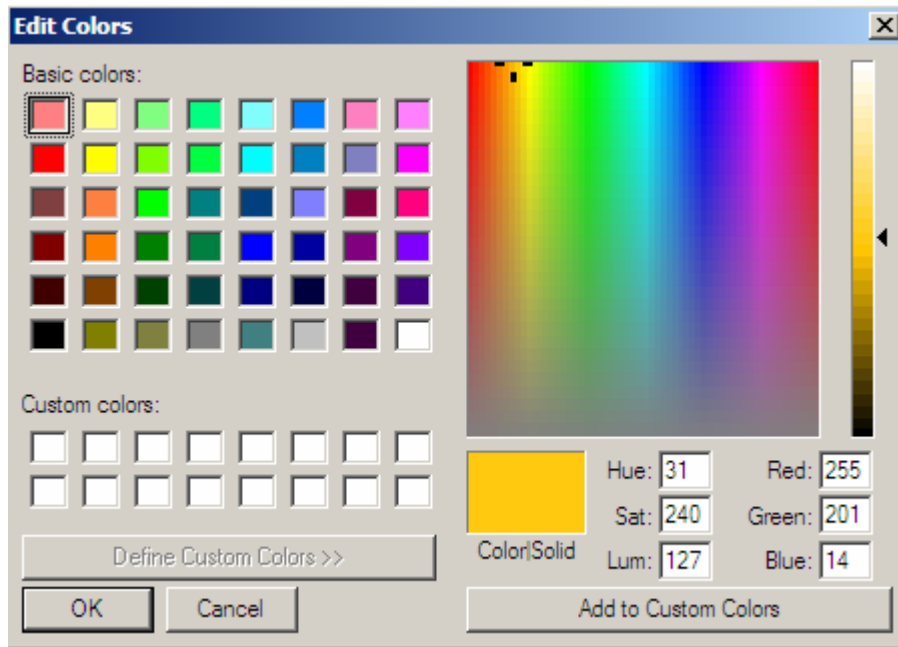 Edit Colors
Basic colors:
Custom colors:
Define Custom Colors >>
OK
Cancel
Color|Solid
Hue: 31
Sat: 240
Lum: 127
Red: 255
Green: 201
Blue: 14
Add to Custom Colors